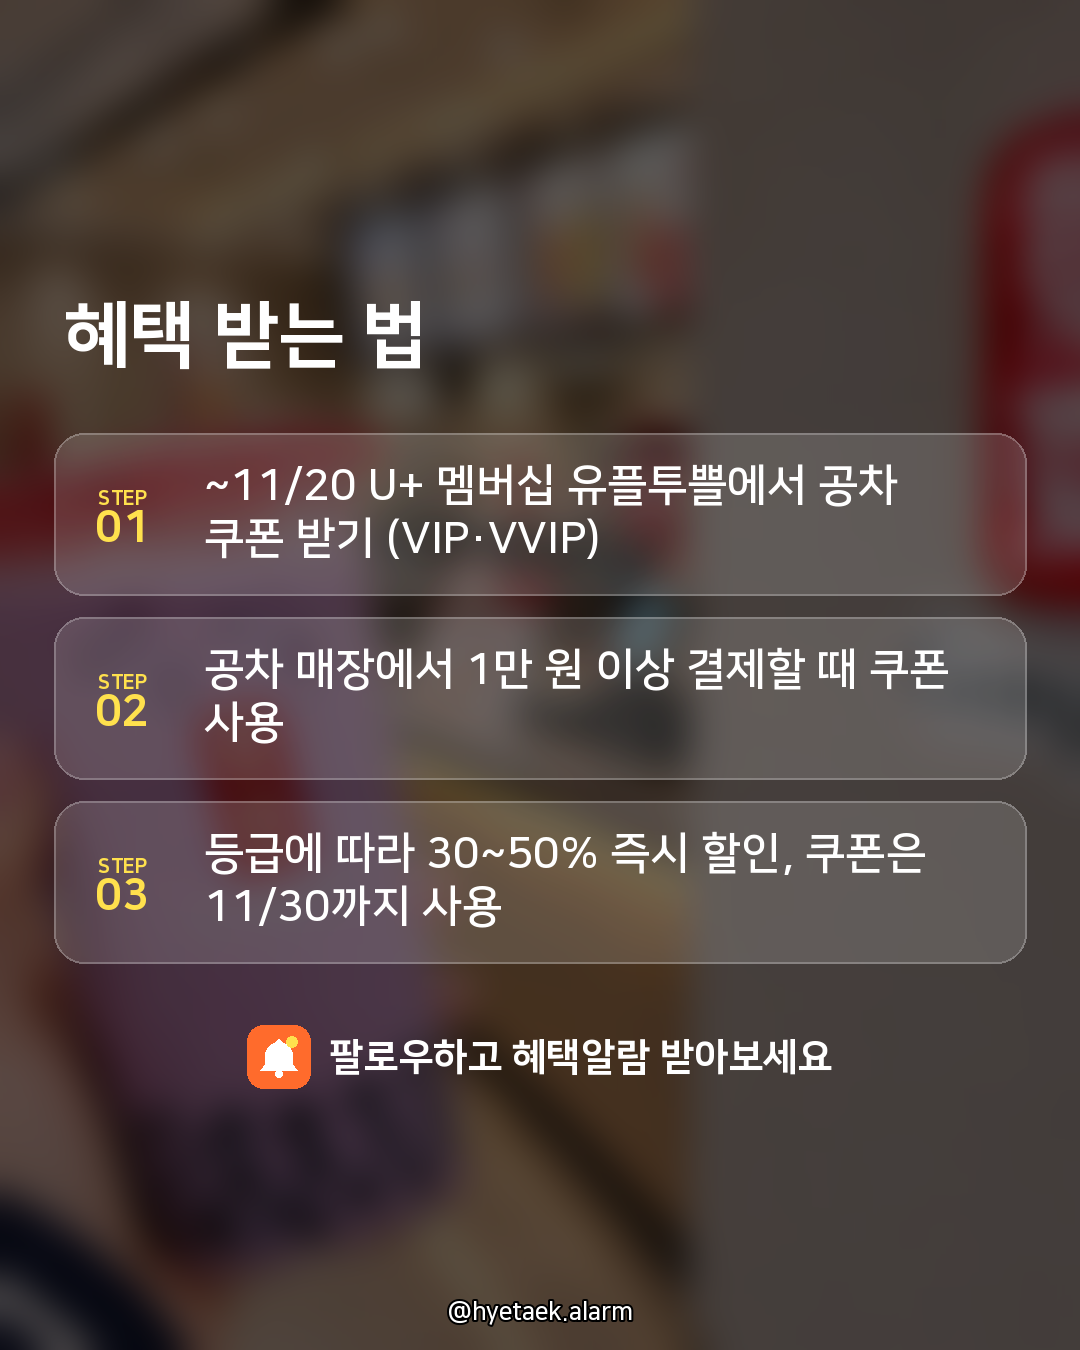 혜택 받는 법
STEP
01
~11/20 U+ 멤버십 유플투쁠에서 공차
쿠폰 받기 (VIP·VVIP)
STEP
02
공차 매장에서 1만 원 이상 결제할 때 쿠폰
사용
STEP
03
등급에 따라 30~50% 즉시 할인, 쿠폰은
11/30까지 사용
팔로우하고 혜택알람 받아보세요
@hyetaek.alarm